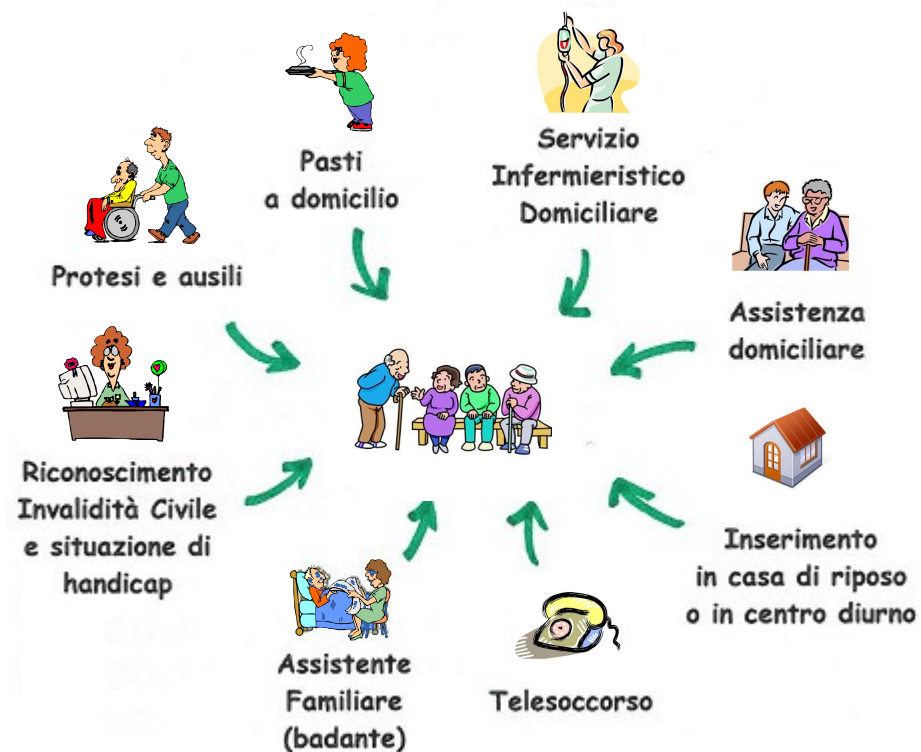 Pasti
a domicilio
Servizio
Infermieristico
Domiciliare
Protesi e ausili
Assistenza
domiciliare
Riconoscimento
Invalidità Civile
e situazione di
handicap
Inserimento
in casa di riposo
o in centro diurno
Assistente
Familiare
(badante)
Telesoccorso